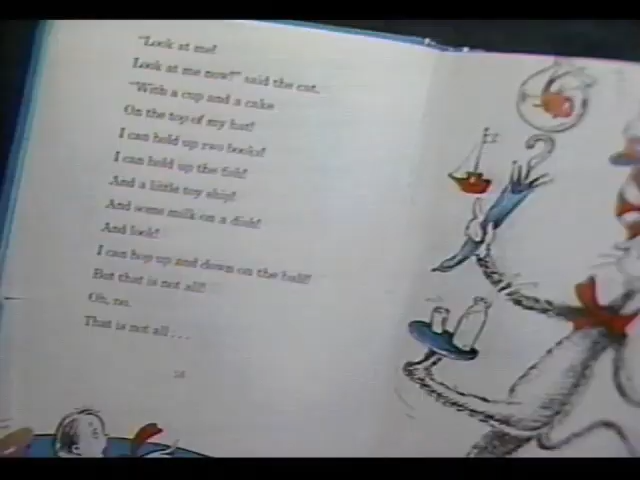 "Look at me!
Look at me now!" said the cat.
"With a cup and a cake
On the top of my hat!
I can hold up two books!
I can hold up the fish!
And a little toy ship!
And some milk on a dish!
And look!
I can hop up and down on the ball!
But that is not all!
Oh, no.
That is not all . . .